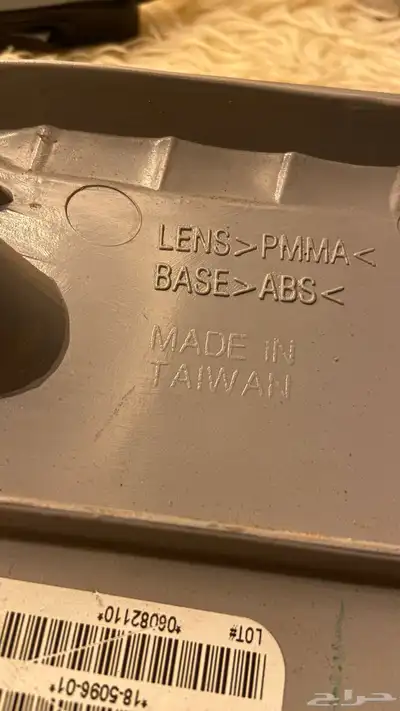 LENS>PMMA<
BASE>ABS<
MADE IN
TAIWAN
LOT#
*06082110*
*18-5096-01*
حراج